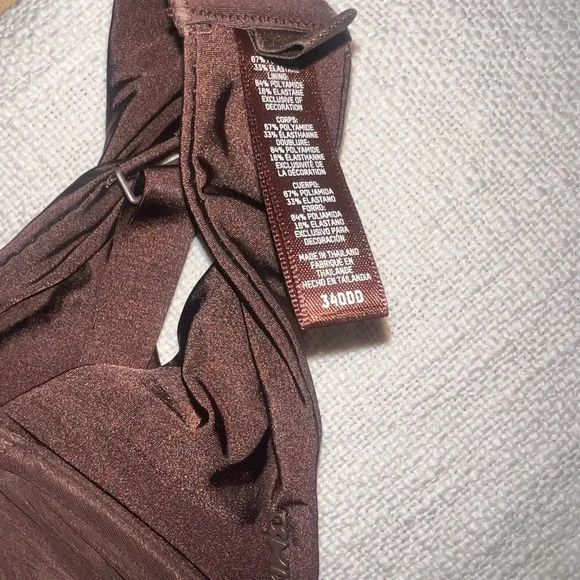 67% POLYAMIDE
33% ELASTANE
LINING:
84% POLYAMIDE
16% ELASTANE
EXCLUSIVE OF
DECORATION
CORPS:
67% POLYAMIDE
33% ÉLASTHANNE
DOUBLURE:
84% POLYAMIDE
16% ÉLASTHANNE
EXCLUSIVITÉ DE
LA DÉCORATION
CUERPO:
67% POLIAMIDA
33% ELASTANO
FORRO:
84% POLIAMIDA
16% ELASTANO
EXCLUSIVO PARA
DECORACIÓN
MADE IN THAILAND
FABRIQUÉ EN
THAÏLANDE
HECHO EN TAILANDIA
34DDD